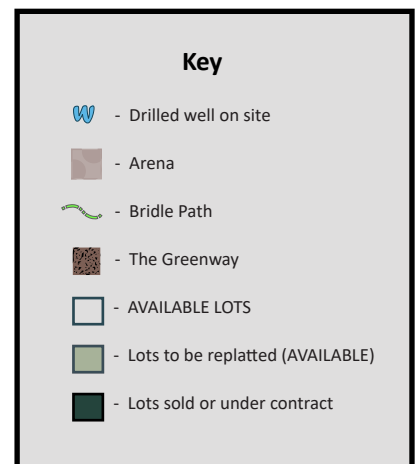 Key
W - Drilled well on site
- Arena
- Bridle Path
- The Greenway
- AVAILABLE LOTS
- Lots to be replatted (AVAILABLE)
- Lots sold or under contract